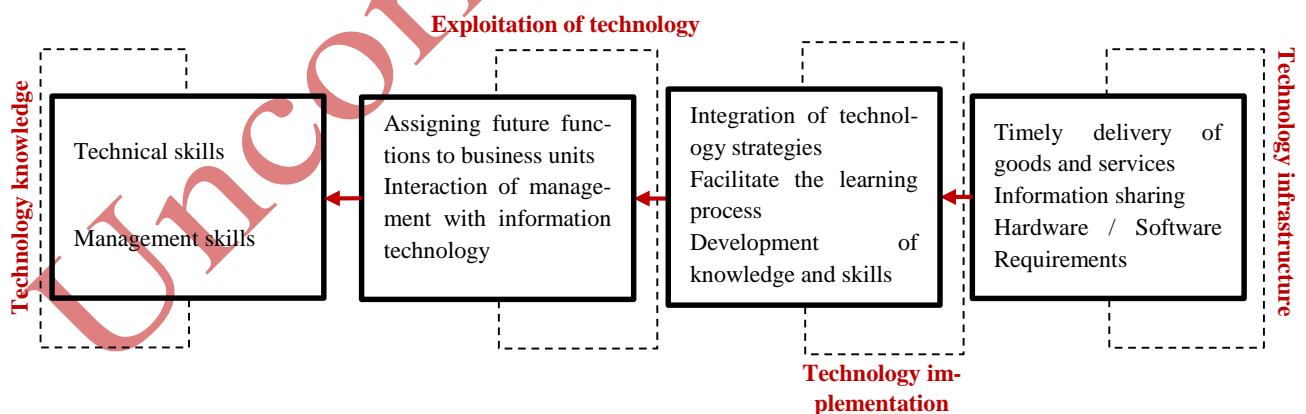 Exploitation of technology
Technology knowledge
Technical skills
Management skills
Assigning future func-
tions to business units
Interaction of manage-
ment with information
technology
Integration of technol-
ogy strategies
Facilitate the learning
process
Development of
knowledge and skills
Technology im-
plementation
Timely delivery of
goods and services
Information sharing
Hardware / Software
Requirements
Technology infrastructure
Uncor